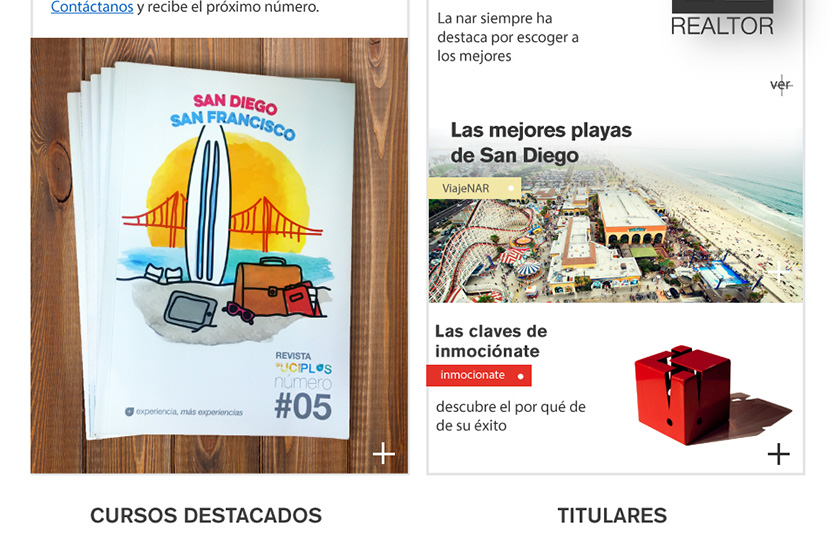 Contáctanos y recibe el próximo número.
SAN DIEGO
SAN FRANCISCO
REVISTA
UCIPLUS
número
#05
experiencia, más experiencias
La nar siempre ha
destaca por escoger a
los mejores
REALTOR
ver
Las mejores playas
de San Diego
ViajeNAR
Las claves de
inmociónate
inmocionate
descubre el por qué de
de su éxito
CURSOS DESTACADOS
TITULARES